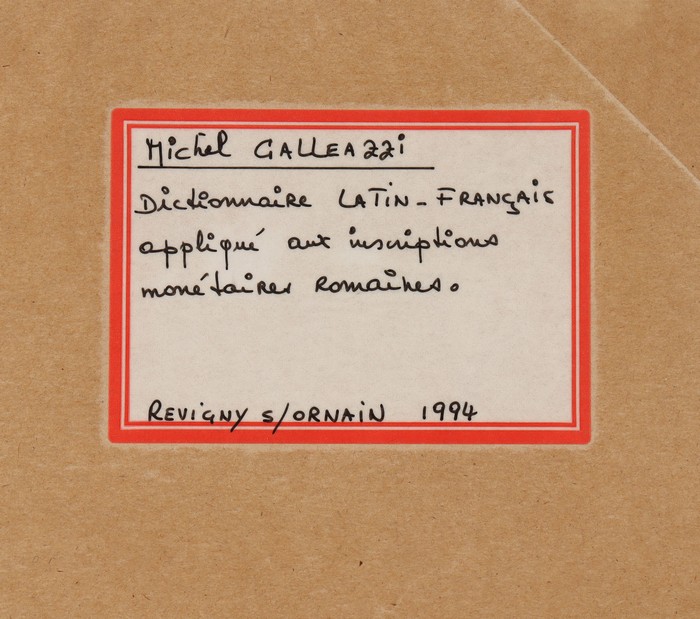 Michel GALLEAZZi
Dictionnaire LATiN - FRANÇAiS
appliqué aux inscriptions
monétaires Romaines.
REViGNY s/ORNAiN 1994